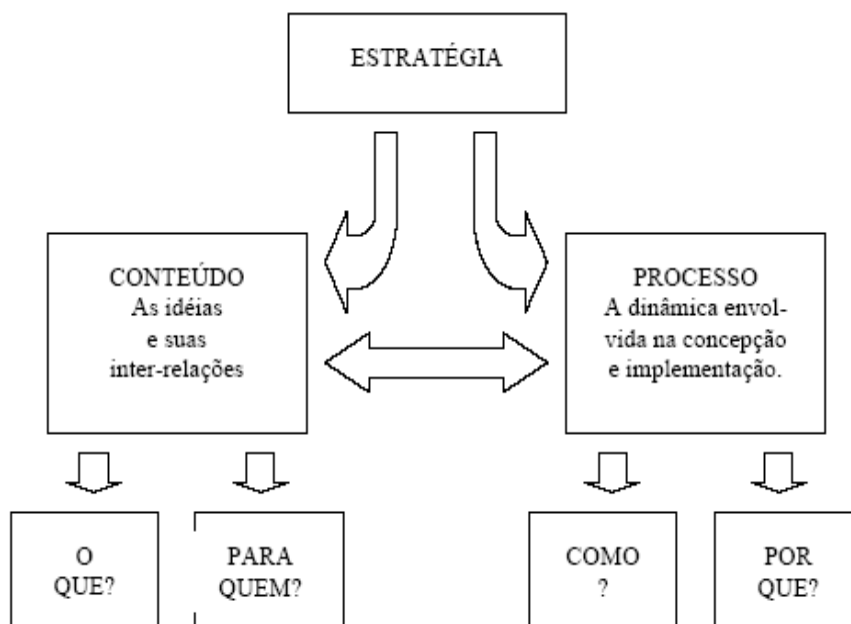 ESTRATÉGIA
CONTEÚDO
As idéias
e suas
inter-relações
PROCESSO
A dinâmica envol-
vida na concepção
e implementação.
O
QUE?
PARA
QUEM?
COMO
?
POR
QUE?